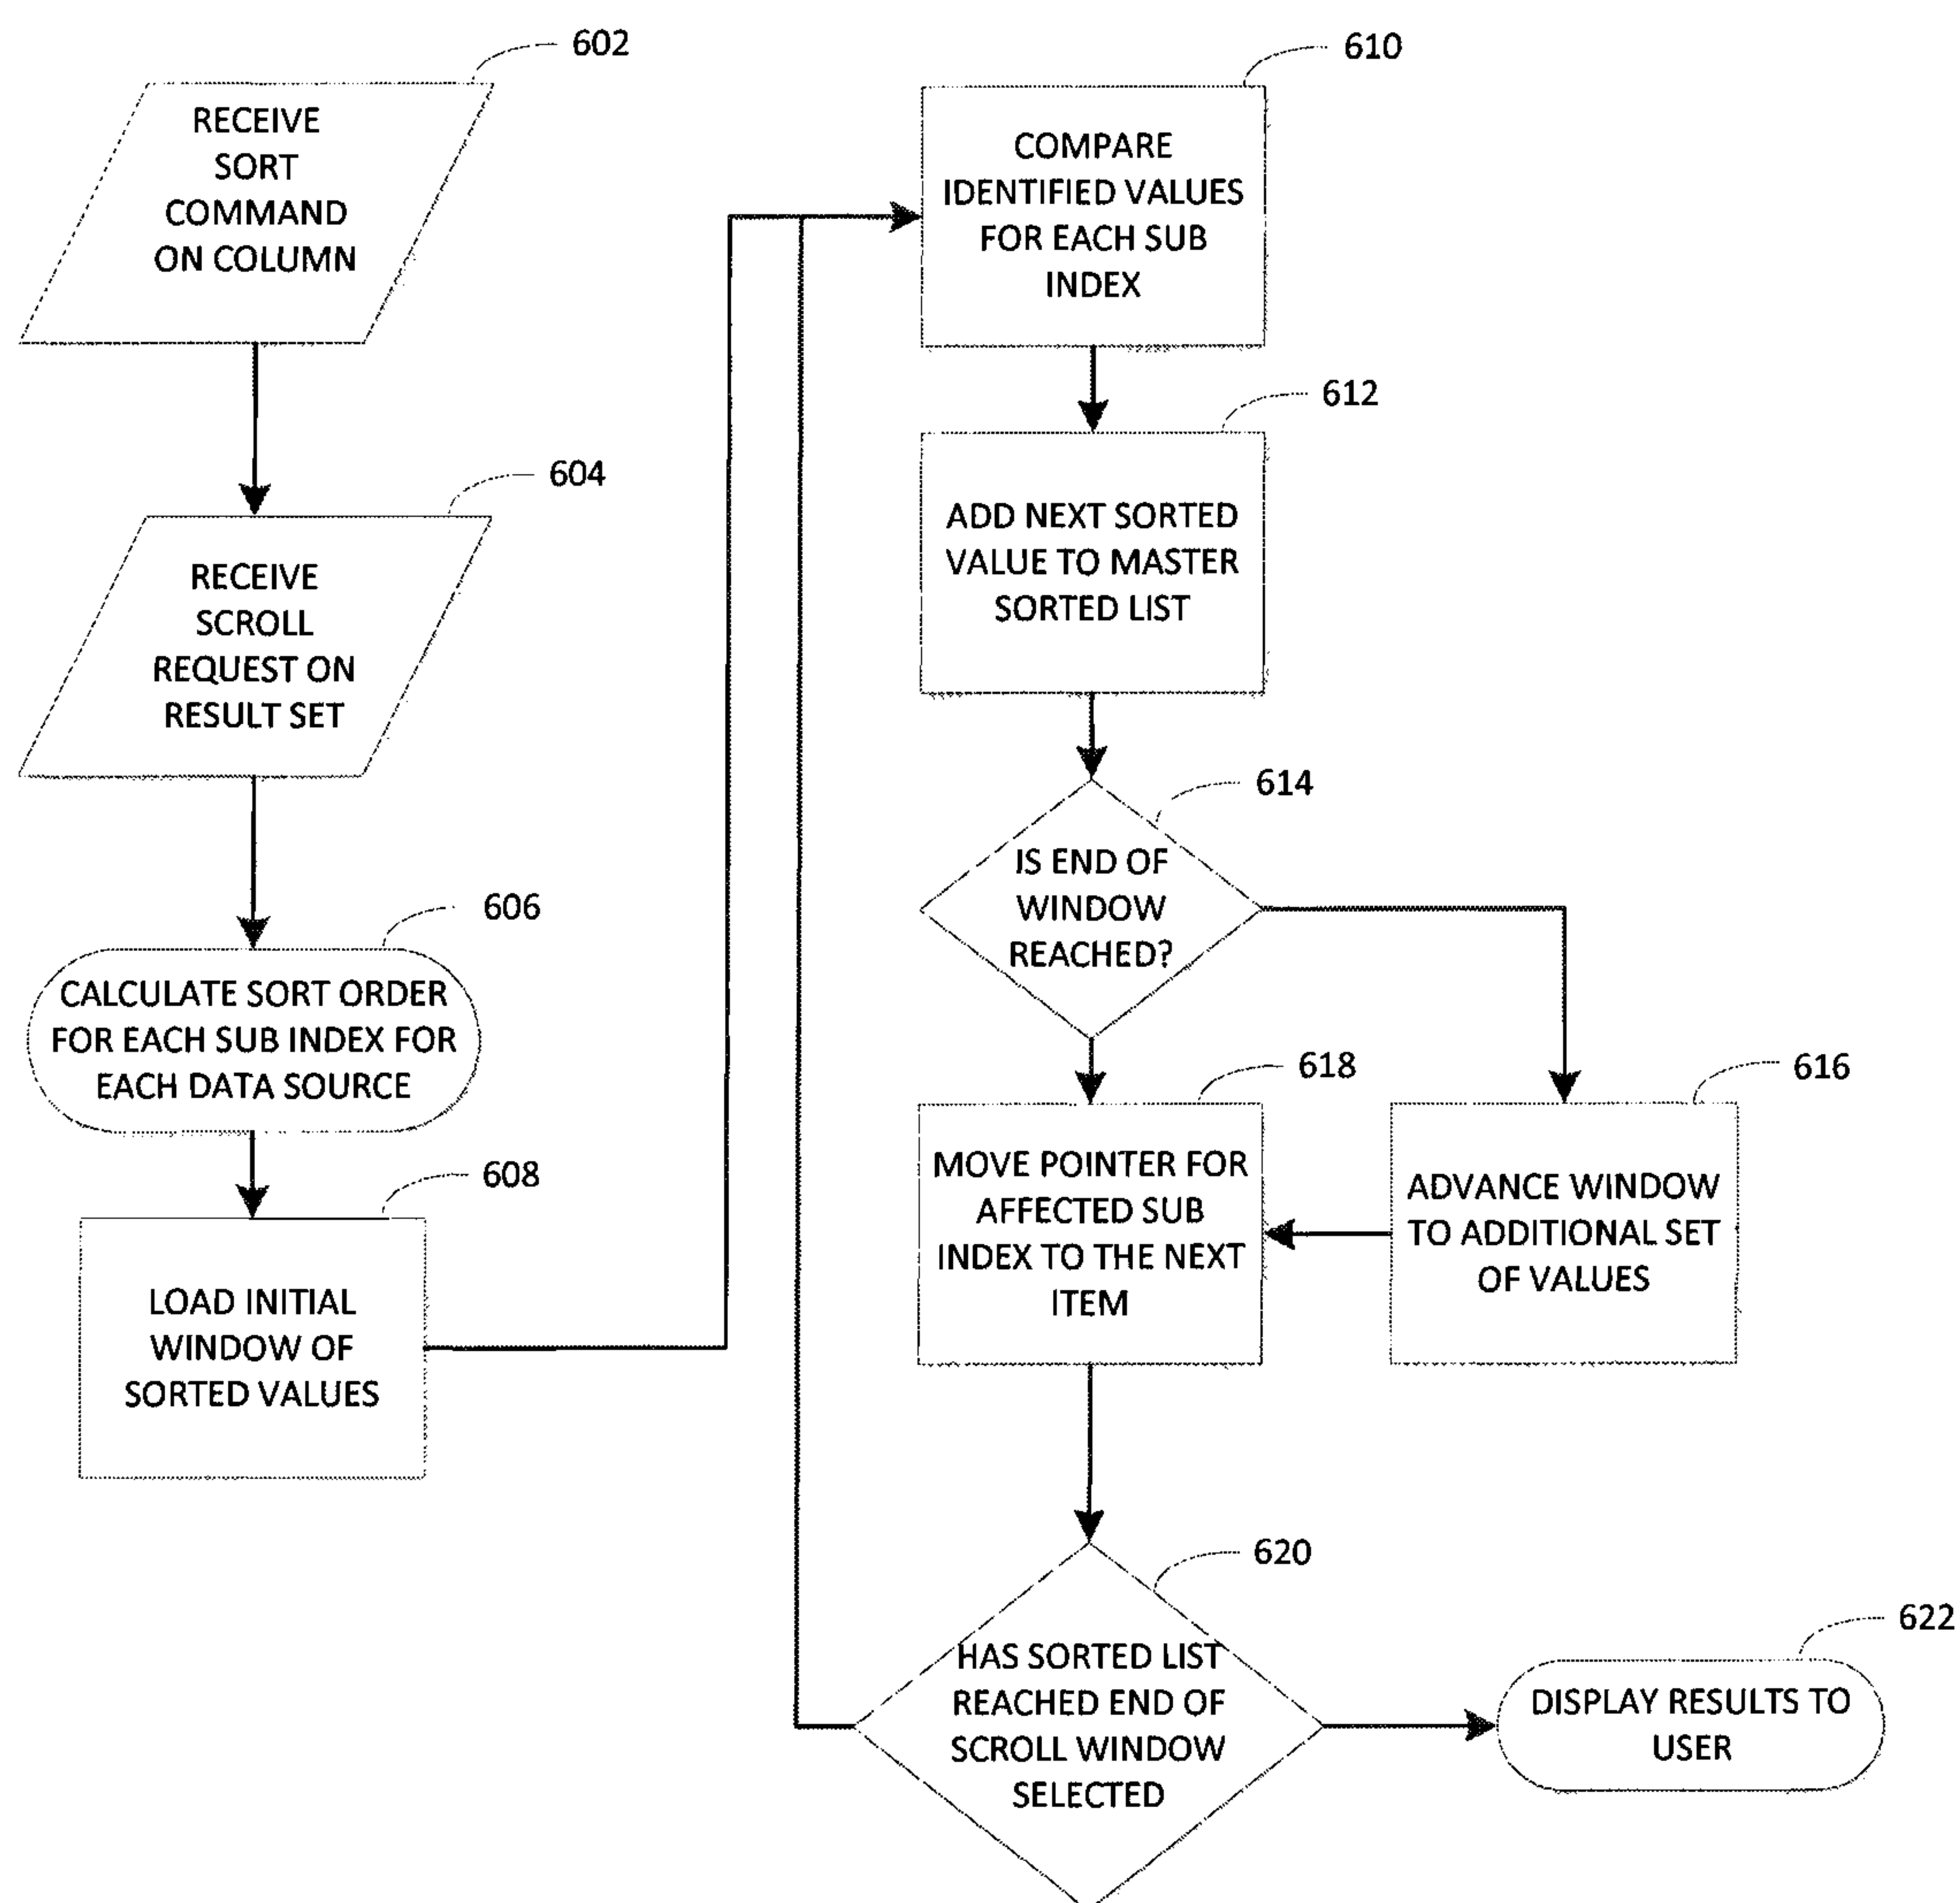 602
RECEIVE
SORT
COMMAND
ON COLUMN
604
RECEIVE
SCROLL
REQUEST ON
RESULT SET
606
CALCULATE SORT ORDER
FOR EACH SUB INDEX FOR
EACH DATA SOURCE
608
LOAD INITIAL
WINDOW OF
SORTED VALUES
610
COMPARE
IDENTIFIED VALUES
FOR EACH SUB
INDEX
612
ADD NEXT SORTED
VALUE TO MASTER
SORTED LIST
614
IS END OF
WINDOW
REACHED?
616
ADVANCE WINDOW
TO ADDITIONAL SET
OF VALUES
618
MOVE POINTER FOR
AFFECTED SUB
INDEX TO THE NEXT
ITEM
620
HAS SORTED LIST
REACHED END OF
SCROLL WINDOW
SELECTED
622
DISPLAY RESULTS TO
USER